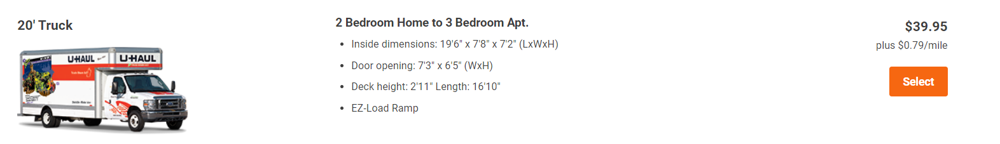 20' Truck
2 Bedroom Home to 3 Bedroom Apt.
Inside dimensions: 19'6" x 7'8" x 7'2" (LxWxH)
Door opening: 7'3" x 6'5" (WxH)
Deck height: 2'11" Length: 16'10"
EZ-Load Ramp
$39.95
plus $0.79/mile
Select
U-HAUL
U-HAUL